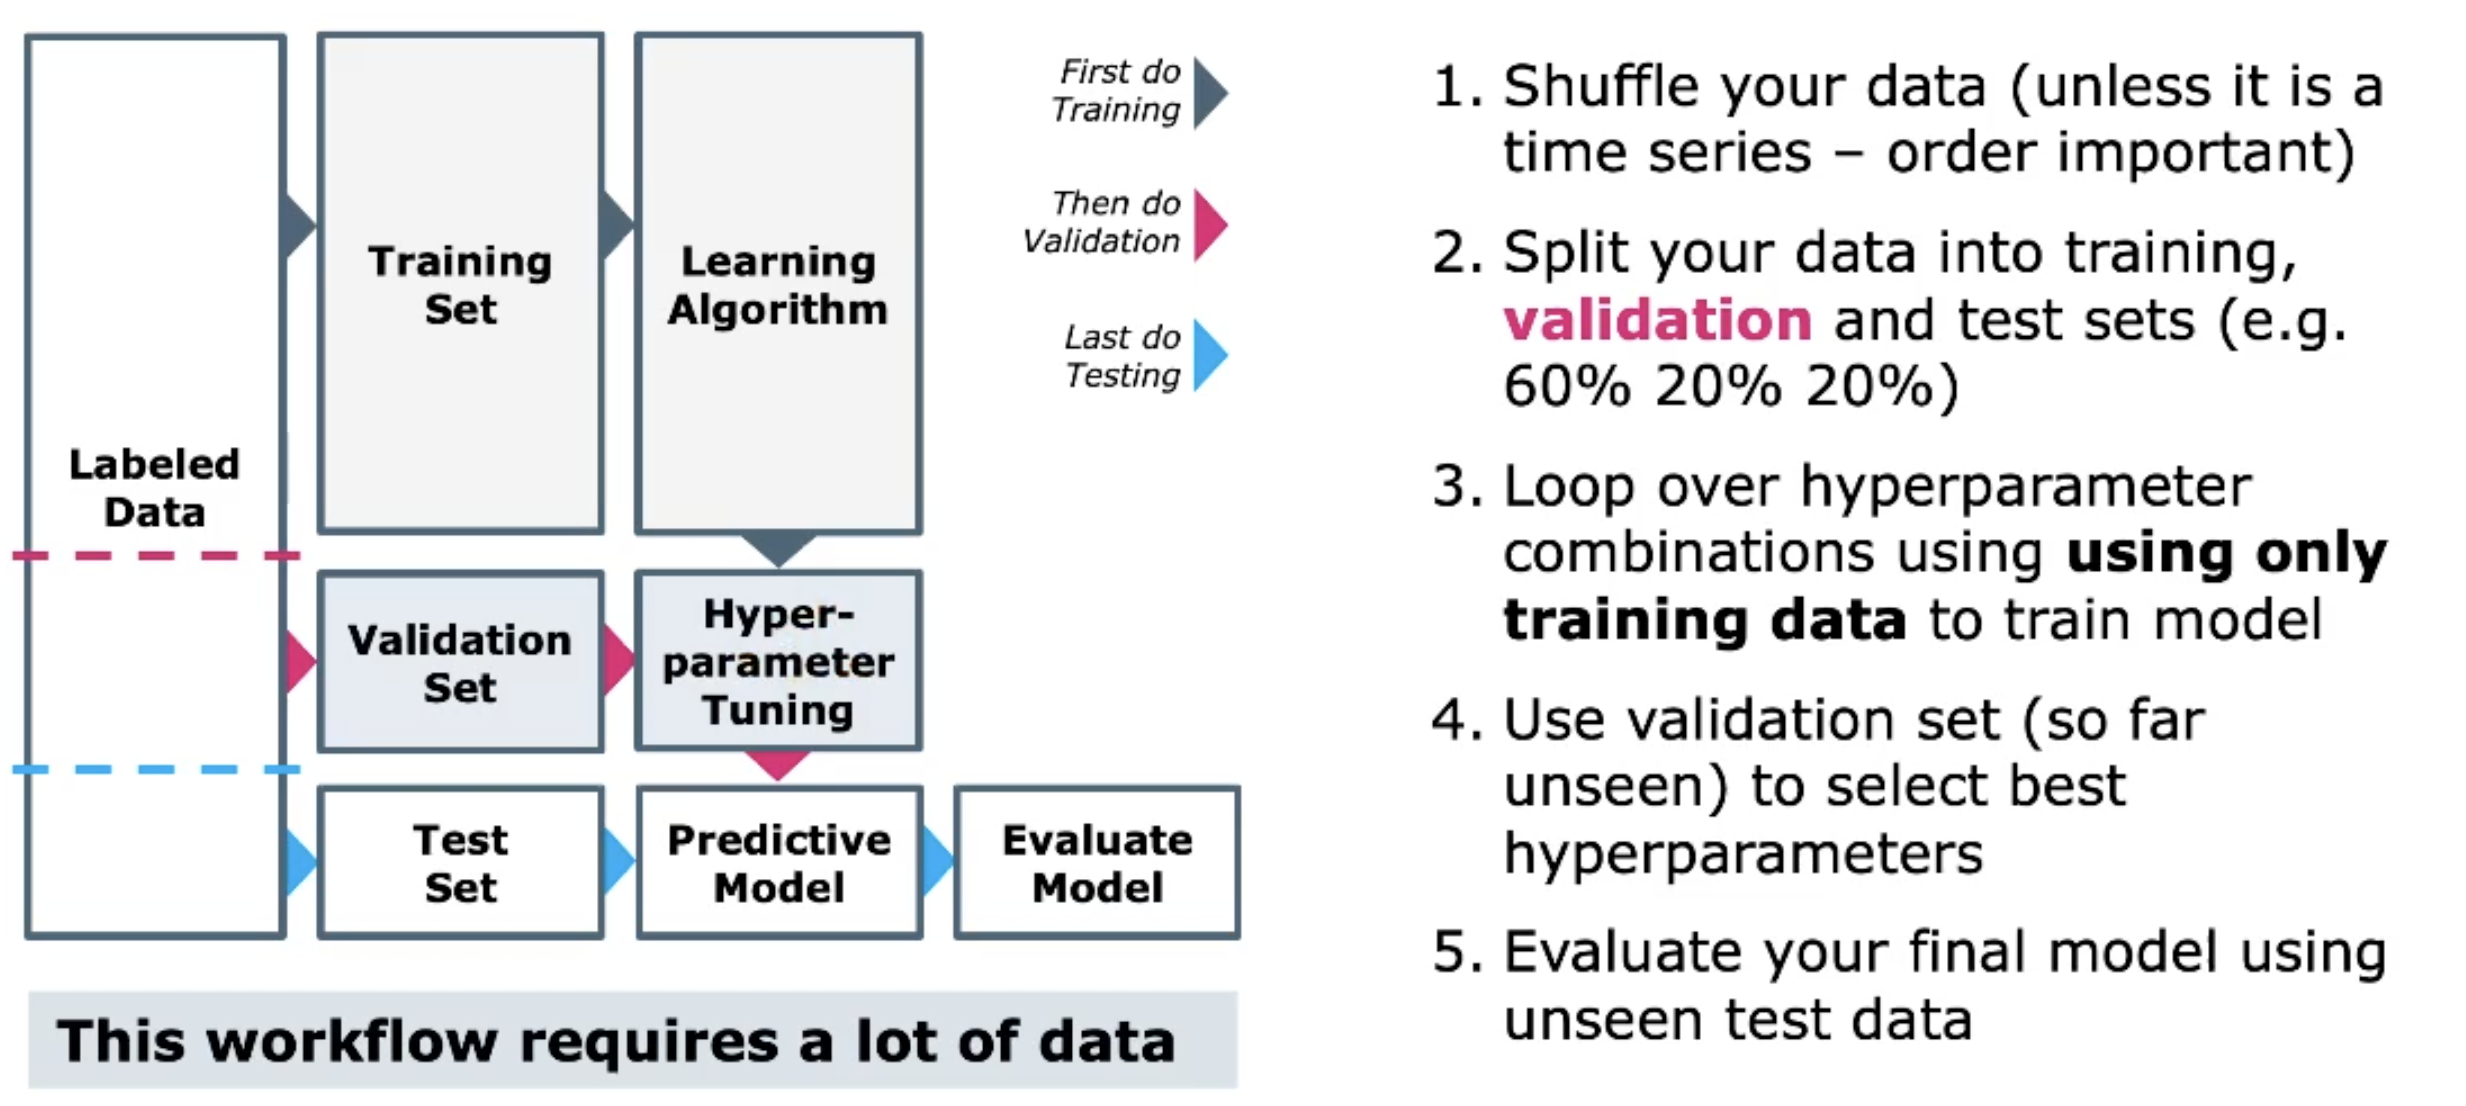 Labeled
Data
Training
Set
Learning
Algorithm
First do
Training
Then do
Validation
Last do
Testing
Validation
Set
Hyper-
parameter
Tuning
Test
Set
Predictive
Model
Evaluate
Model
This workflow requires a lot of data
1. Shuffle your data (unless it is a
time series – order important)
2. Split your data into training,
validation and test sets (e.g.
60% 20% 20%)
3. Loop over hyperparameter
combinations using using only
training data to train model
4. Use validation set (so far
unseen) to select best
hyperparameters
5. Evaluate your final model using
unseen test data